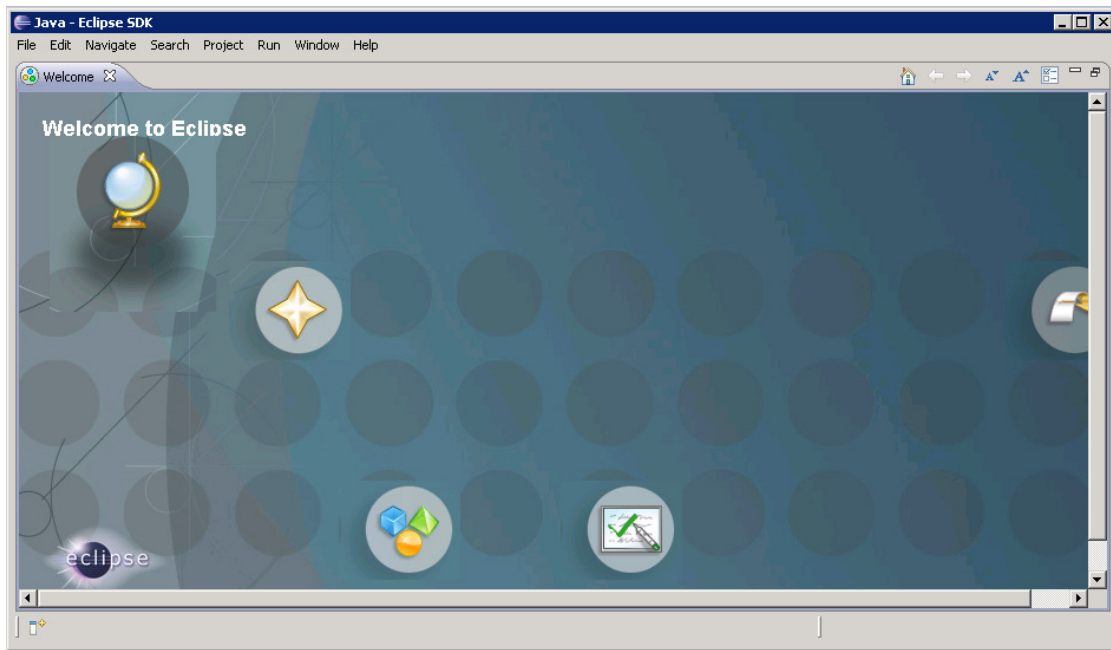 Java - Eclipse SDK
File Edit Navigate Search Project Run Window Help
Welcome
Welcome to Eclipse
eclipse